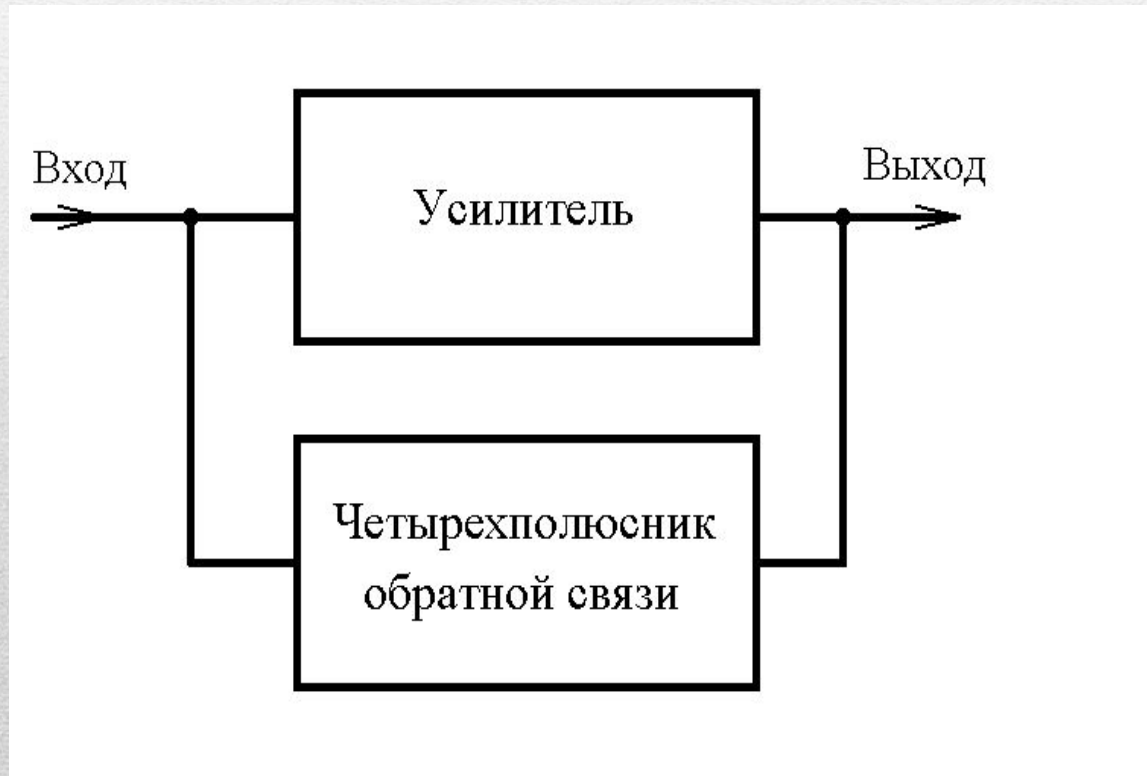 Вход
Усилитель
Выход
Четырехполюсник
обратной связи